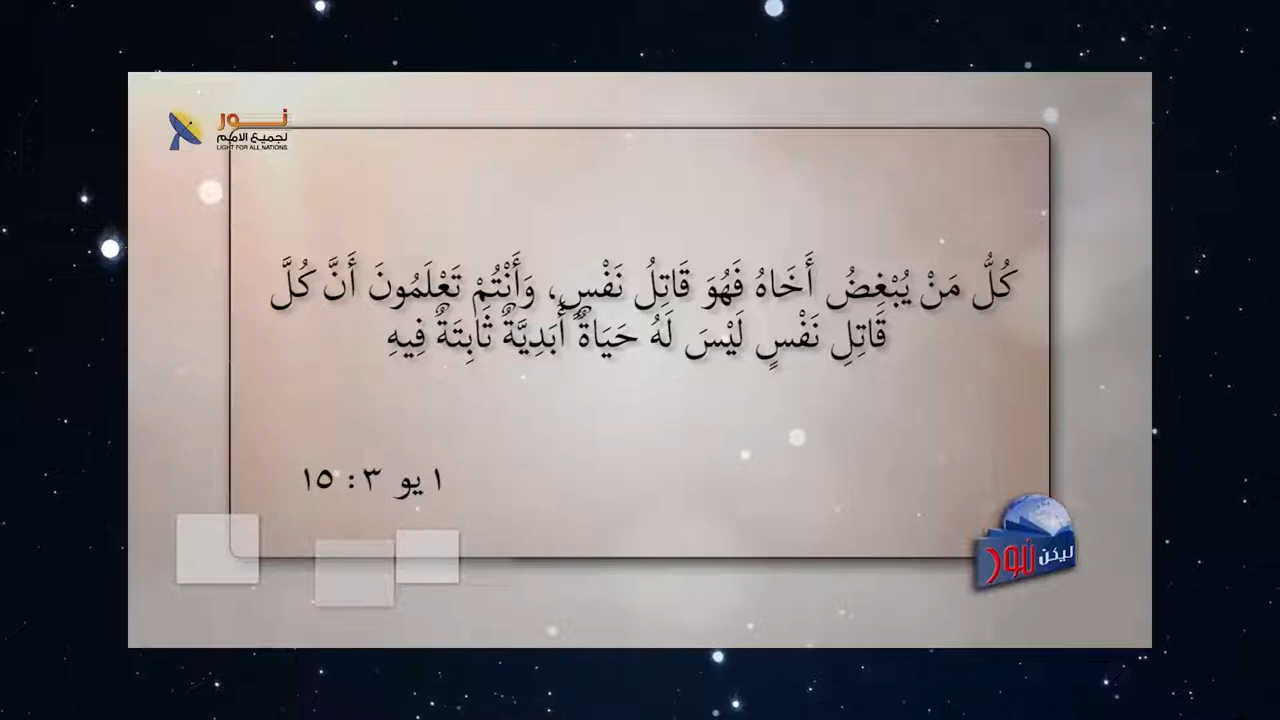 نور
لجميع الامم
LIGHT FOR ALL NATIONS
كُلُّ مَنْ يُبْغِضُ أَخَاهُ فَهُوَ قَاتِلُ نَفْسٍ، وَأَنْتُمْ تَعْلَمُونَ أَنَّ كُلَّ
قَاتِلِ نَفْسٍ لَيْسَ لَهُ حَيَاةٌ أَبَدِيَّةٌ ثَابِتَةٌ فِيهِ
١ يو ٣: ١٥
ليكن نور